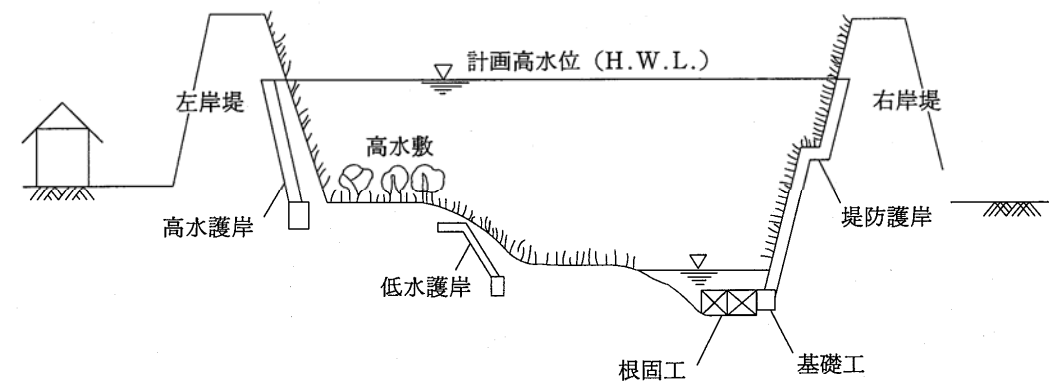 計画高水位（H.W.L.）
左岸堤
右岸堤
高水敷
高水護岸
堤防護岸
低水護岸
根固工
基礎工